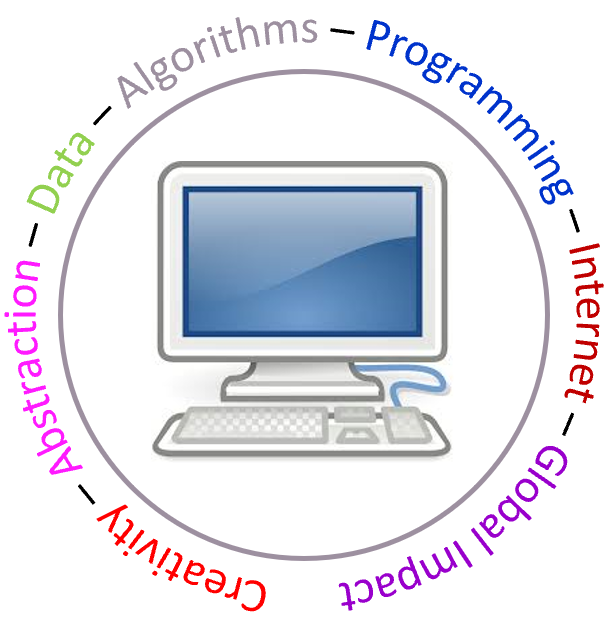 Creativity – Abstraction – Data – Algorithms – Programming – Internet – Global Impact